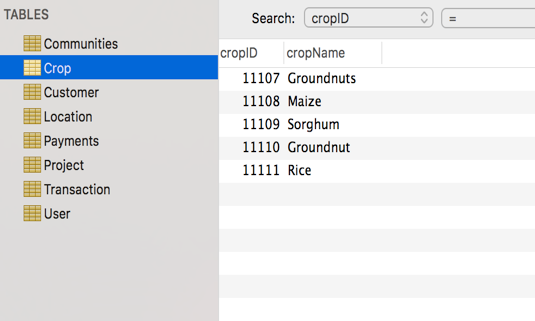 TABLES
Communities
Crop
Customer
Location
Payments
Project
Transaction
User
Search: cropID =
cropID cropName
11107 Groundnuts
11108 Maize
11109 Sorghum
11110 Groundnut
11111 Rice